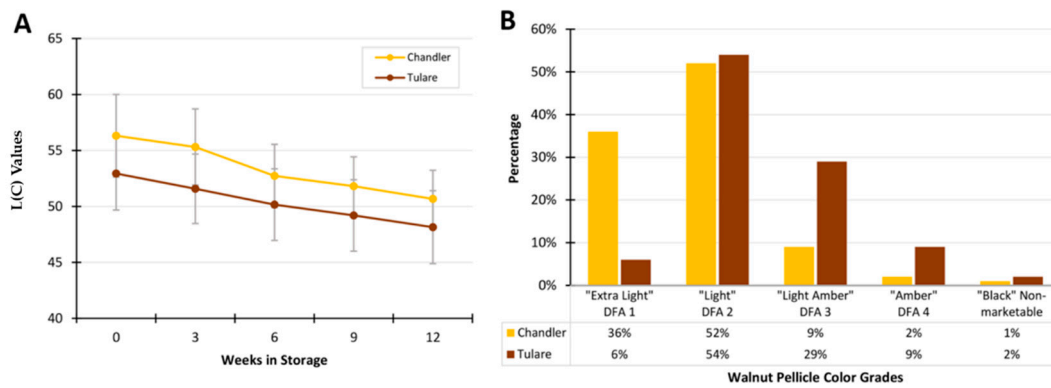 A
65
60
55
50
45
40
L(C) Values
Chandler
Tulare
0 3 6 9 12
Weeks in Storage
B
60%
50%
40%
30%
20%
10%
0%
Percentage
"Extra Light" "Light" "Light Amber" "Amber" "Black" Non-
DFA 1 DFA 2 DFA 3 DFA 4 marketable
Chandler 36% 52% 9% 2% 1%
Tulare 6% 54% 29% 9% 2%
Walnut Pellicle Color Grades